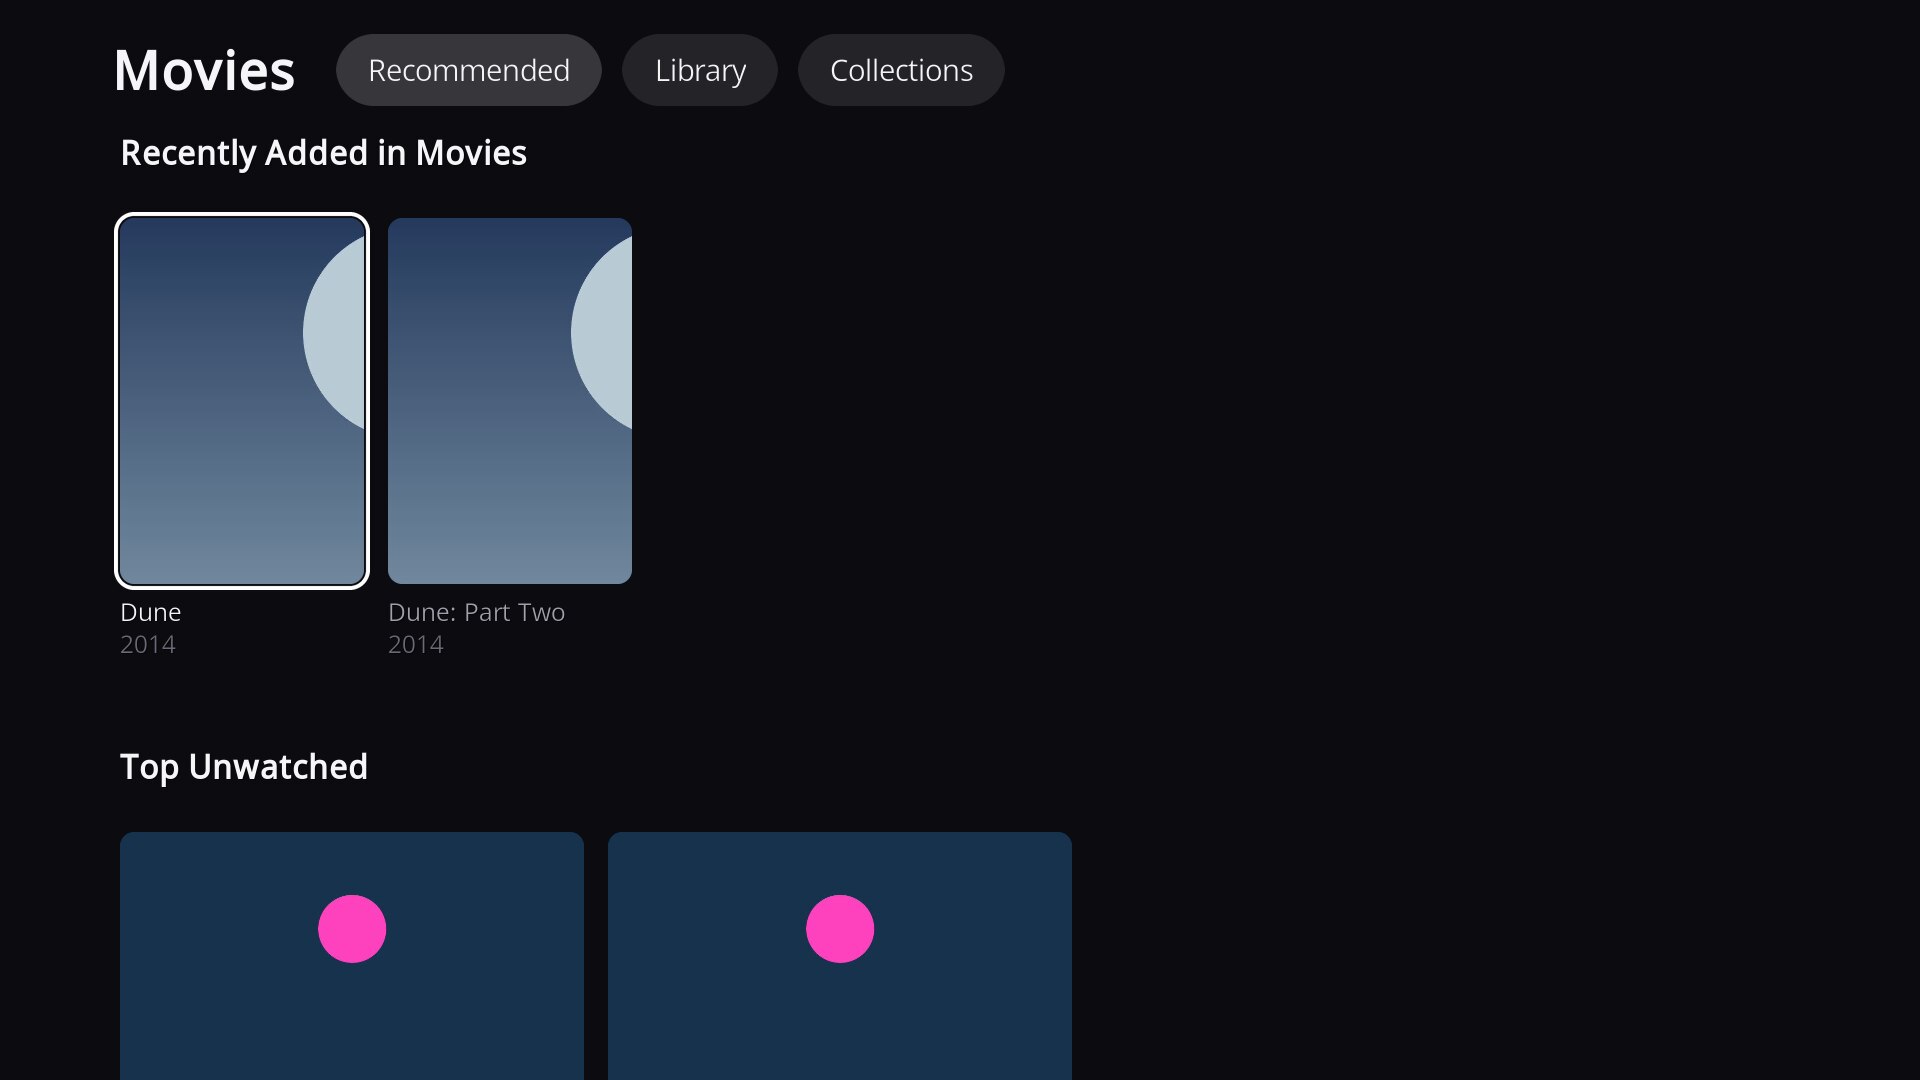 Movies Recommended Library Collections
Recently Added in Movies
Dune Dune: Part Two
2014 2014
Top Unwatched